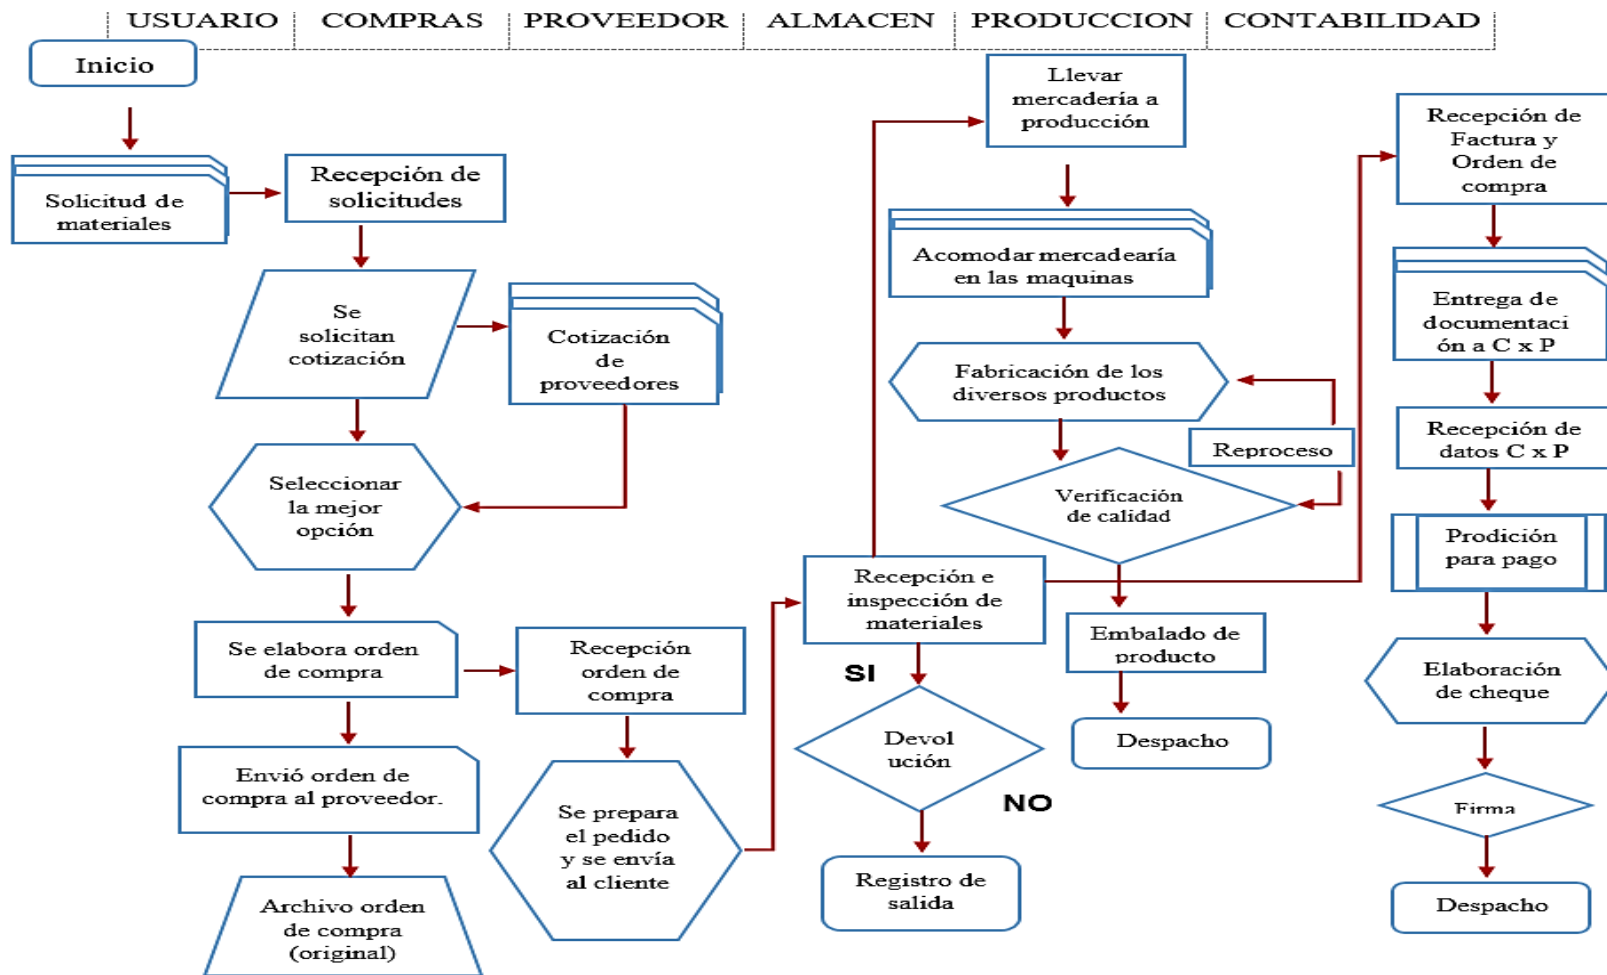 USUARIO COMPRAS PROVEEDOR ALMACEN PRODUCCION CONTABILIDAD
Inicio
Solicitud de
materiales
Recepción de
solicitudes
Se
solicitan
cotización
Cotización
de
proveedores
Seleccionar
la mejor
opción
Se elabora orden
de compra
Recepción
orden de
compra
Envió orden de
compra al proveedor.
Archivo orden
de compra
(original)
Se prepara
el pedido
y se envía
al cliente
Recepción e
inspección de
materiales
SI
Devol
ución
NO
Registro de
salida
Llevar
mercadería a
producción
Acomodar mercadearía
en las maquinas
Fabricación de los
diversos productos
Reproceso
Verificación
de calidad
Embalado de
producto
Despacho
Recepción de
Factura y
Orden de
compra
Entrega de
documentaci
ón a C x P
Recepción de
datos C x P
Prodición
para pago
Elaboración
de cheque
Firma
Despacho